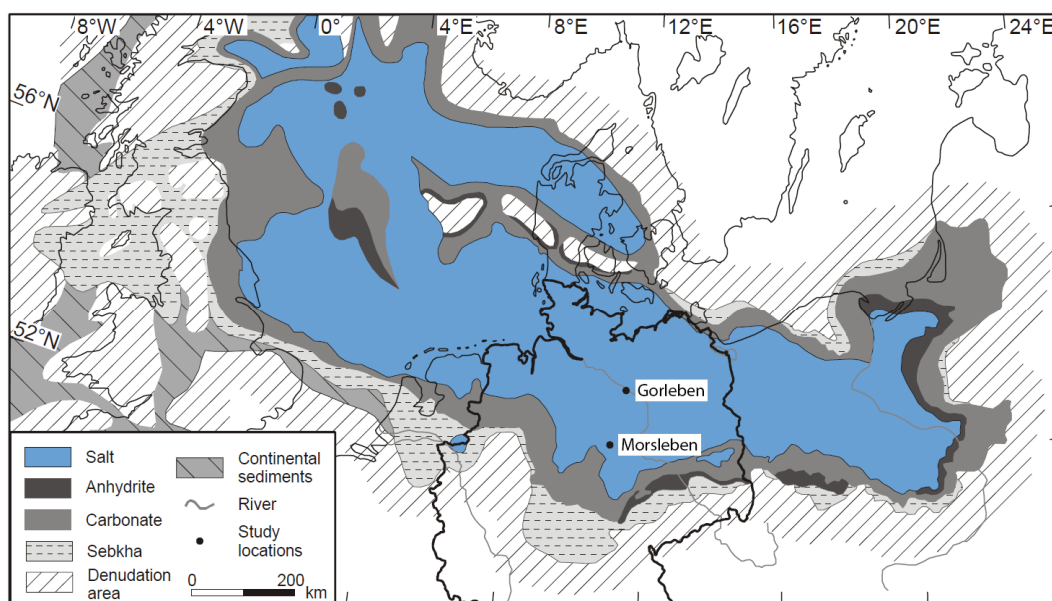 8°W 4°W 0° 4°E 8°E 12°E 16°E 20°E 24°E
56°N
52°N
Gorleben
Morsleben
Salt
Anhydrite
Carbonate
Sebkha
Denudation
area
Continental
sediments
River
Study
locations
0 200
km